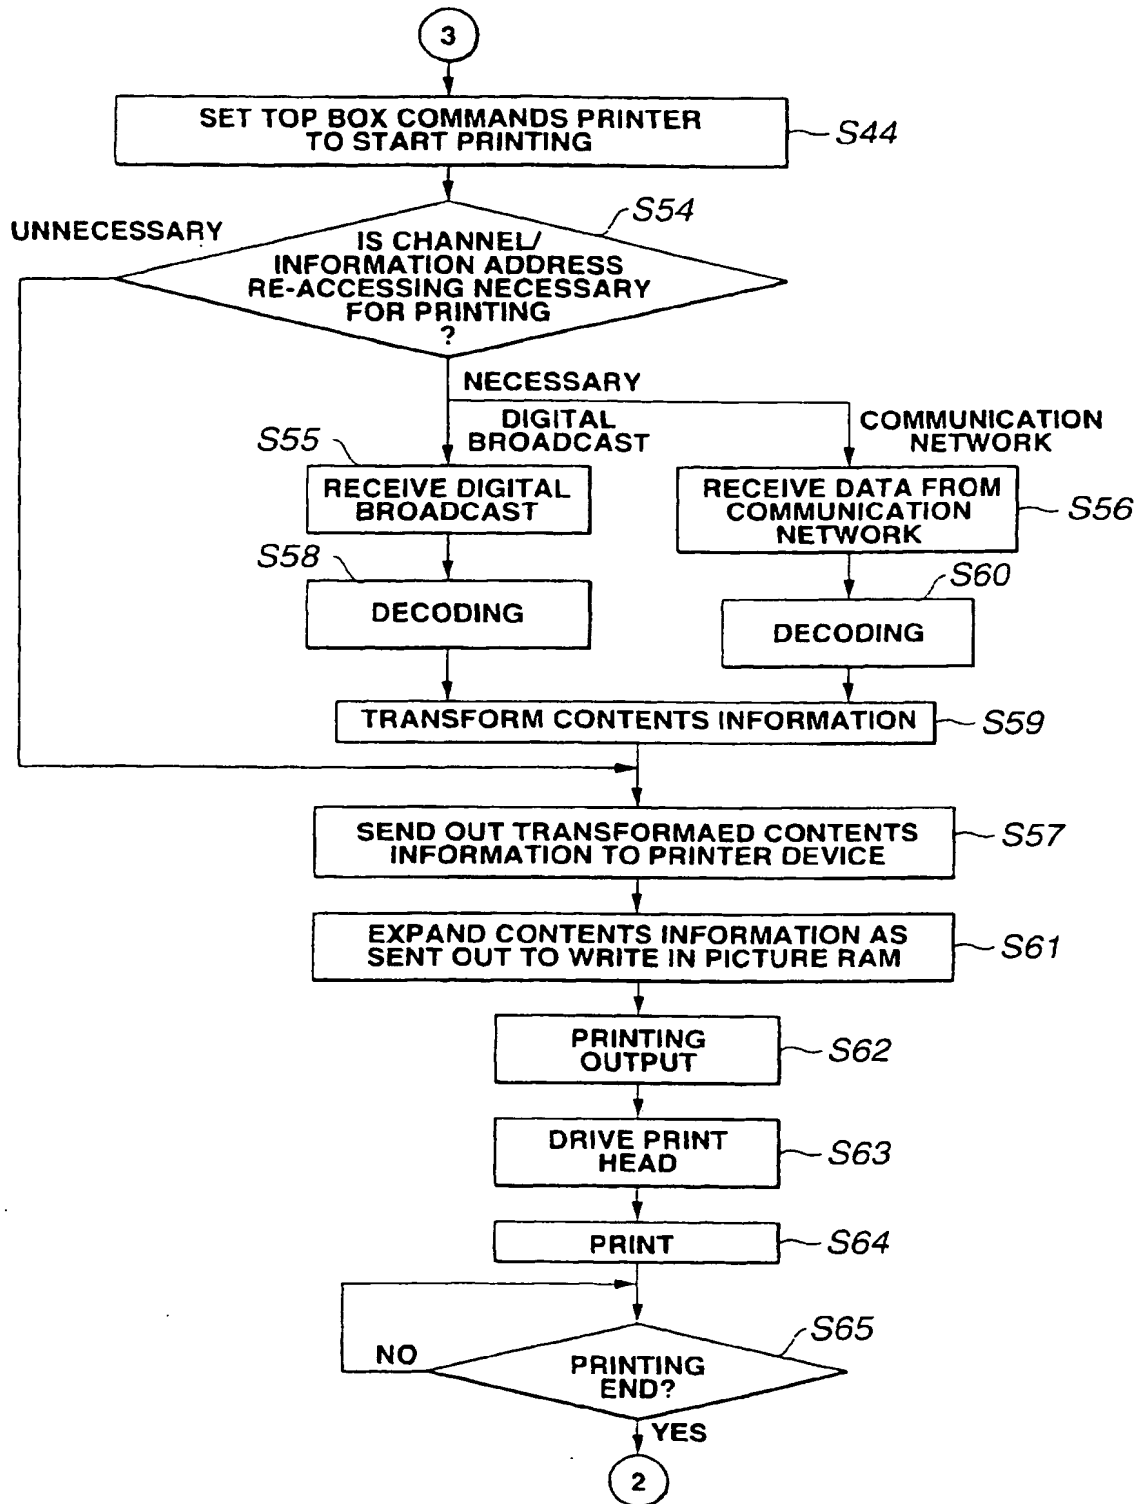 3
SET TOP BOX COMMANDS PRINTER
TO START PRINTING
S44
S54
UNNECESSARY
IS CHANNEL/
INFORMATION ADDRESS
RE-ACCESSING NECESSARY
FOR PRINTING
?
NECESSARY
DIGITAL
BROADCAST
COMMUNICATION
NETWORK
S55
RECEIVE DIGITAL
BROADCAST
RECEIVE DATA FROM
COMMUNICATION
NETWORK
S56
S58
DECODING
S60
DECODING
TRANSFORM CONTENTS INFORMATION
S59
SEND OUT TRANSFORMAED CONTENTS
INFORMATION TO PRINTER DEVICE
S57
EXPAND CONTENTS INFORMATION AS
SENT OUT TO WRITE IN PICTURE RAM
S61
PRINTING
OUTPUT
S62
DRIVE PRINT
HEAD
S63
PRINT
S64
S65
NO
PRINTING
END?
YES
2